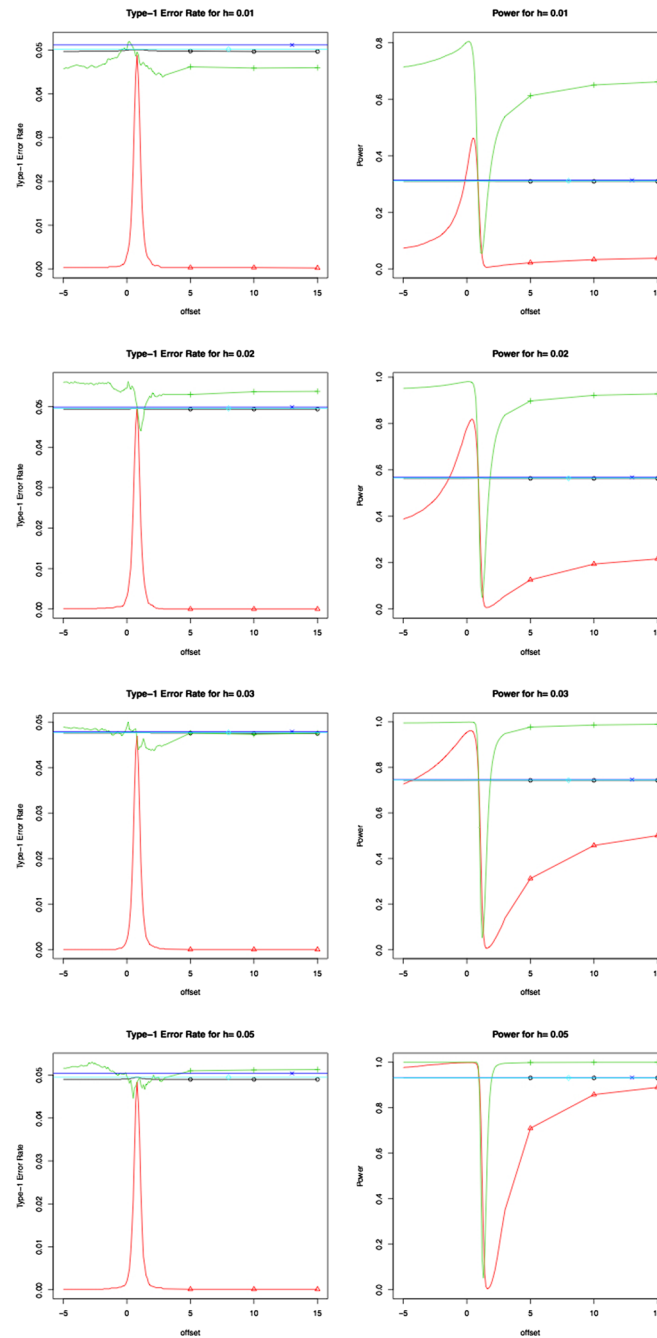 Type-1 Error Rate for h= 0.01
Type-1 Error Rate
0.00 0.01 0.02 0.03 0.04 0.05
-5 0 5 10 15
offset
Power for h= 0.01
Power
0.0 0.2 0.4 0.6 0.8
-5 0 5 10 15
offset
Type-1 Error Rate for h= 0.02
Type-1 Error Rate
0.00 0.01 0.02 0.03 0.04 0.05
-5 0 5 10 15
offset
Power for h= 0.02
Power
0.0 0.2 0.4 0.6 0.8 1.0
-5 0 5 10 15
offset
Type-1 Error Rate for h= 0.03
Type-1 Error Rate
0.00 0.01 0.02 0.03 0.04 0.05
-5 0 5 10 15
offset
Power for h= 0.03
Power
0.0 0.2 0.4 0.6 0.8 1.0
-5 0 5 10 15
offset
Type-1 Error Rate for h= 0.05
Type-1 Error Rate
0.00 0.01 0.02 0.03 0.04 0.05
-5 0 5 10 15
offset
Power for h= 0.05
Power
0.0 0.2 0.4 0.6 0.8 1.0
-5 0 5 10 15
offset